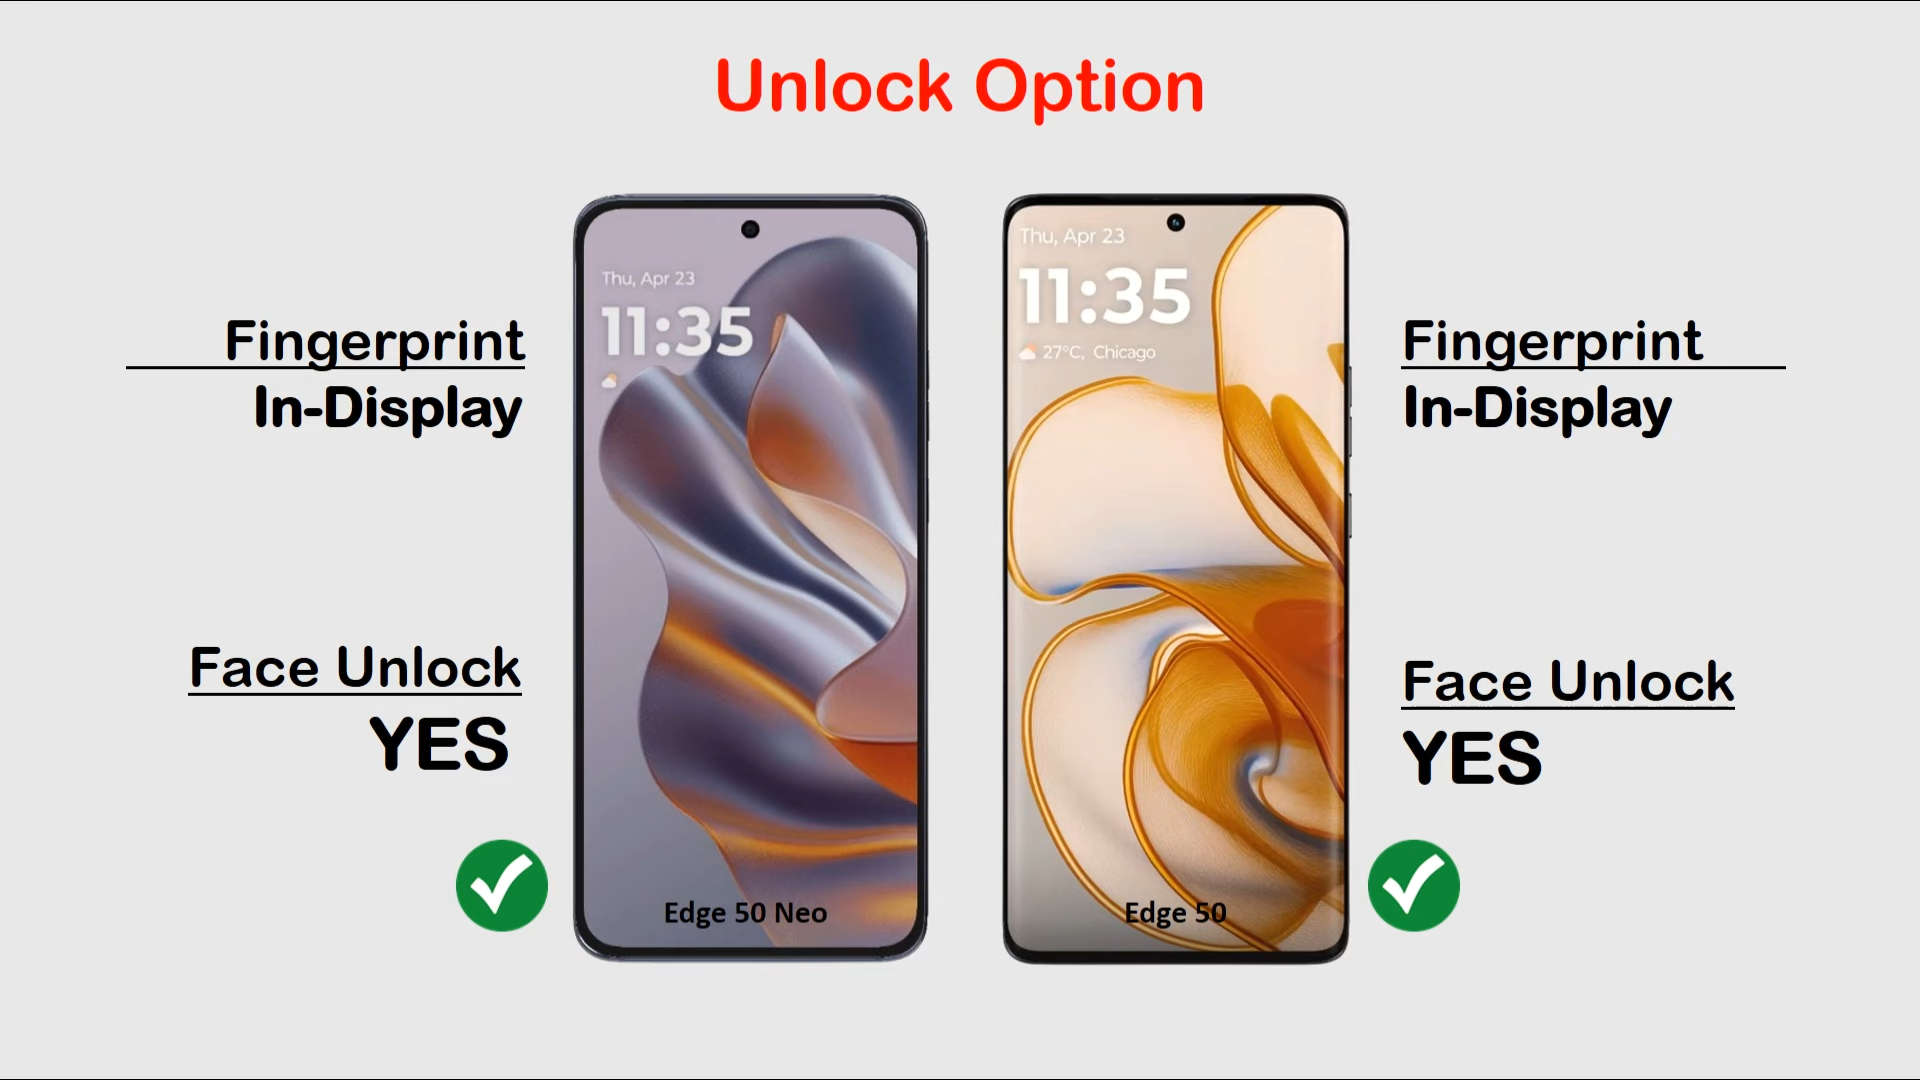 Unlock Option
Fingerprint
In-Display
Face Unlock
YES
Thu, Apr 23
11:35
Edge 50 Neo
Thu, Apr 23
11:35
27°C, Chicago
Edge 50
Fingerprint
In-Display
Face Unlock
YES